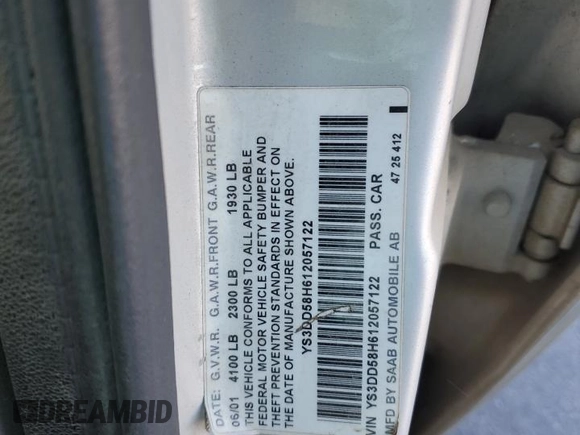 DATE: G.V.W.R. G.A.W.R.FRONT G.A.W.R.REAR
06/01 4100 LB 2300 LB 1930 LB
THIS VEHICLE CONFORMS TO ALL APPLICABLE
FEDERAL MOTOR VEHICLE SAFETY BUMPER AND
THEFT PREVENTION STANDARDS IN EFFECT ON
THE DATE OF MANUFACTURE SHOWN ABOVE.
YS3DD58H612057122
VIN YS3DD58H612057122 PASS. CAR
MFD BY SAAB AUTOMOBILE AB
47 25 412
DREAMBID